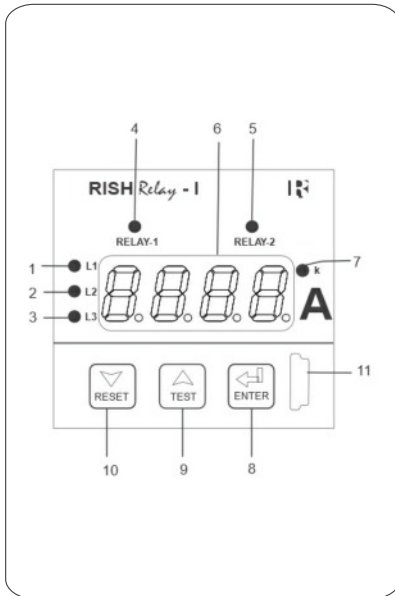 4 6 5
RISH Relay - I
RELAY-1 RELAY-2 7
1 L1 k
2 L2
3 L3 A
RESET TEST ENTER 11
10 9 8